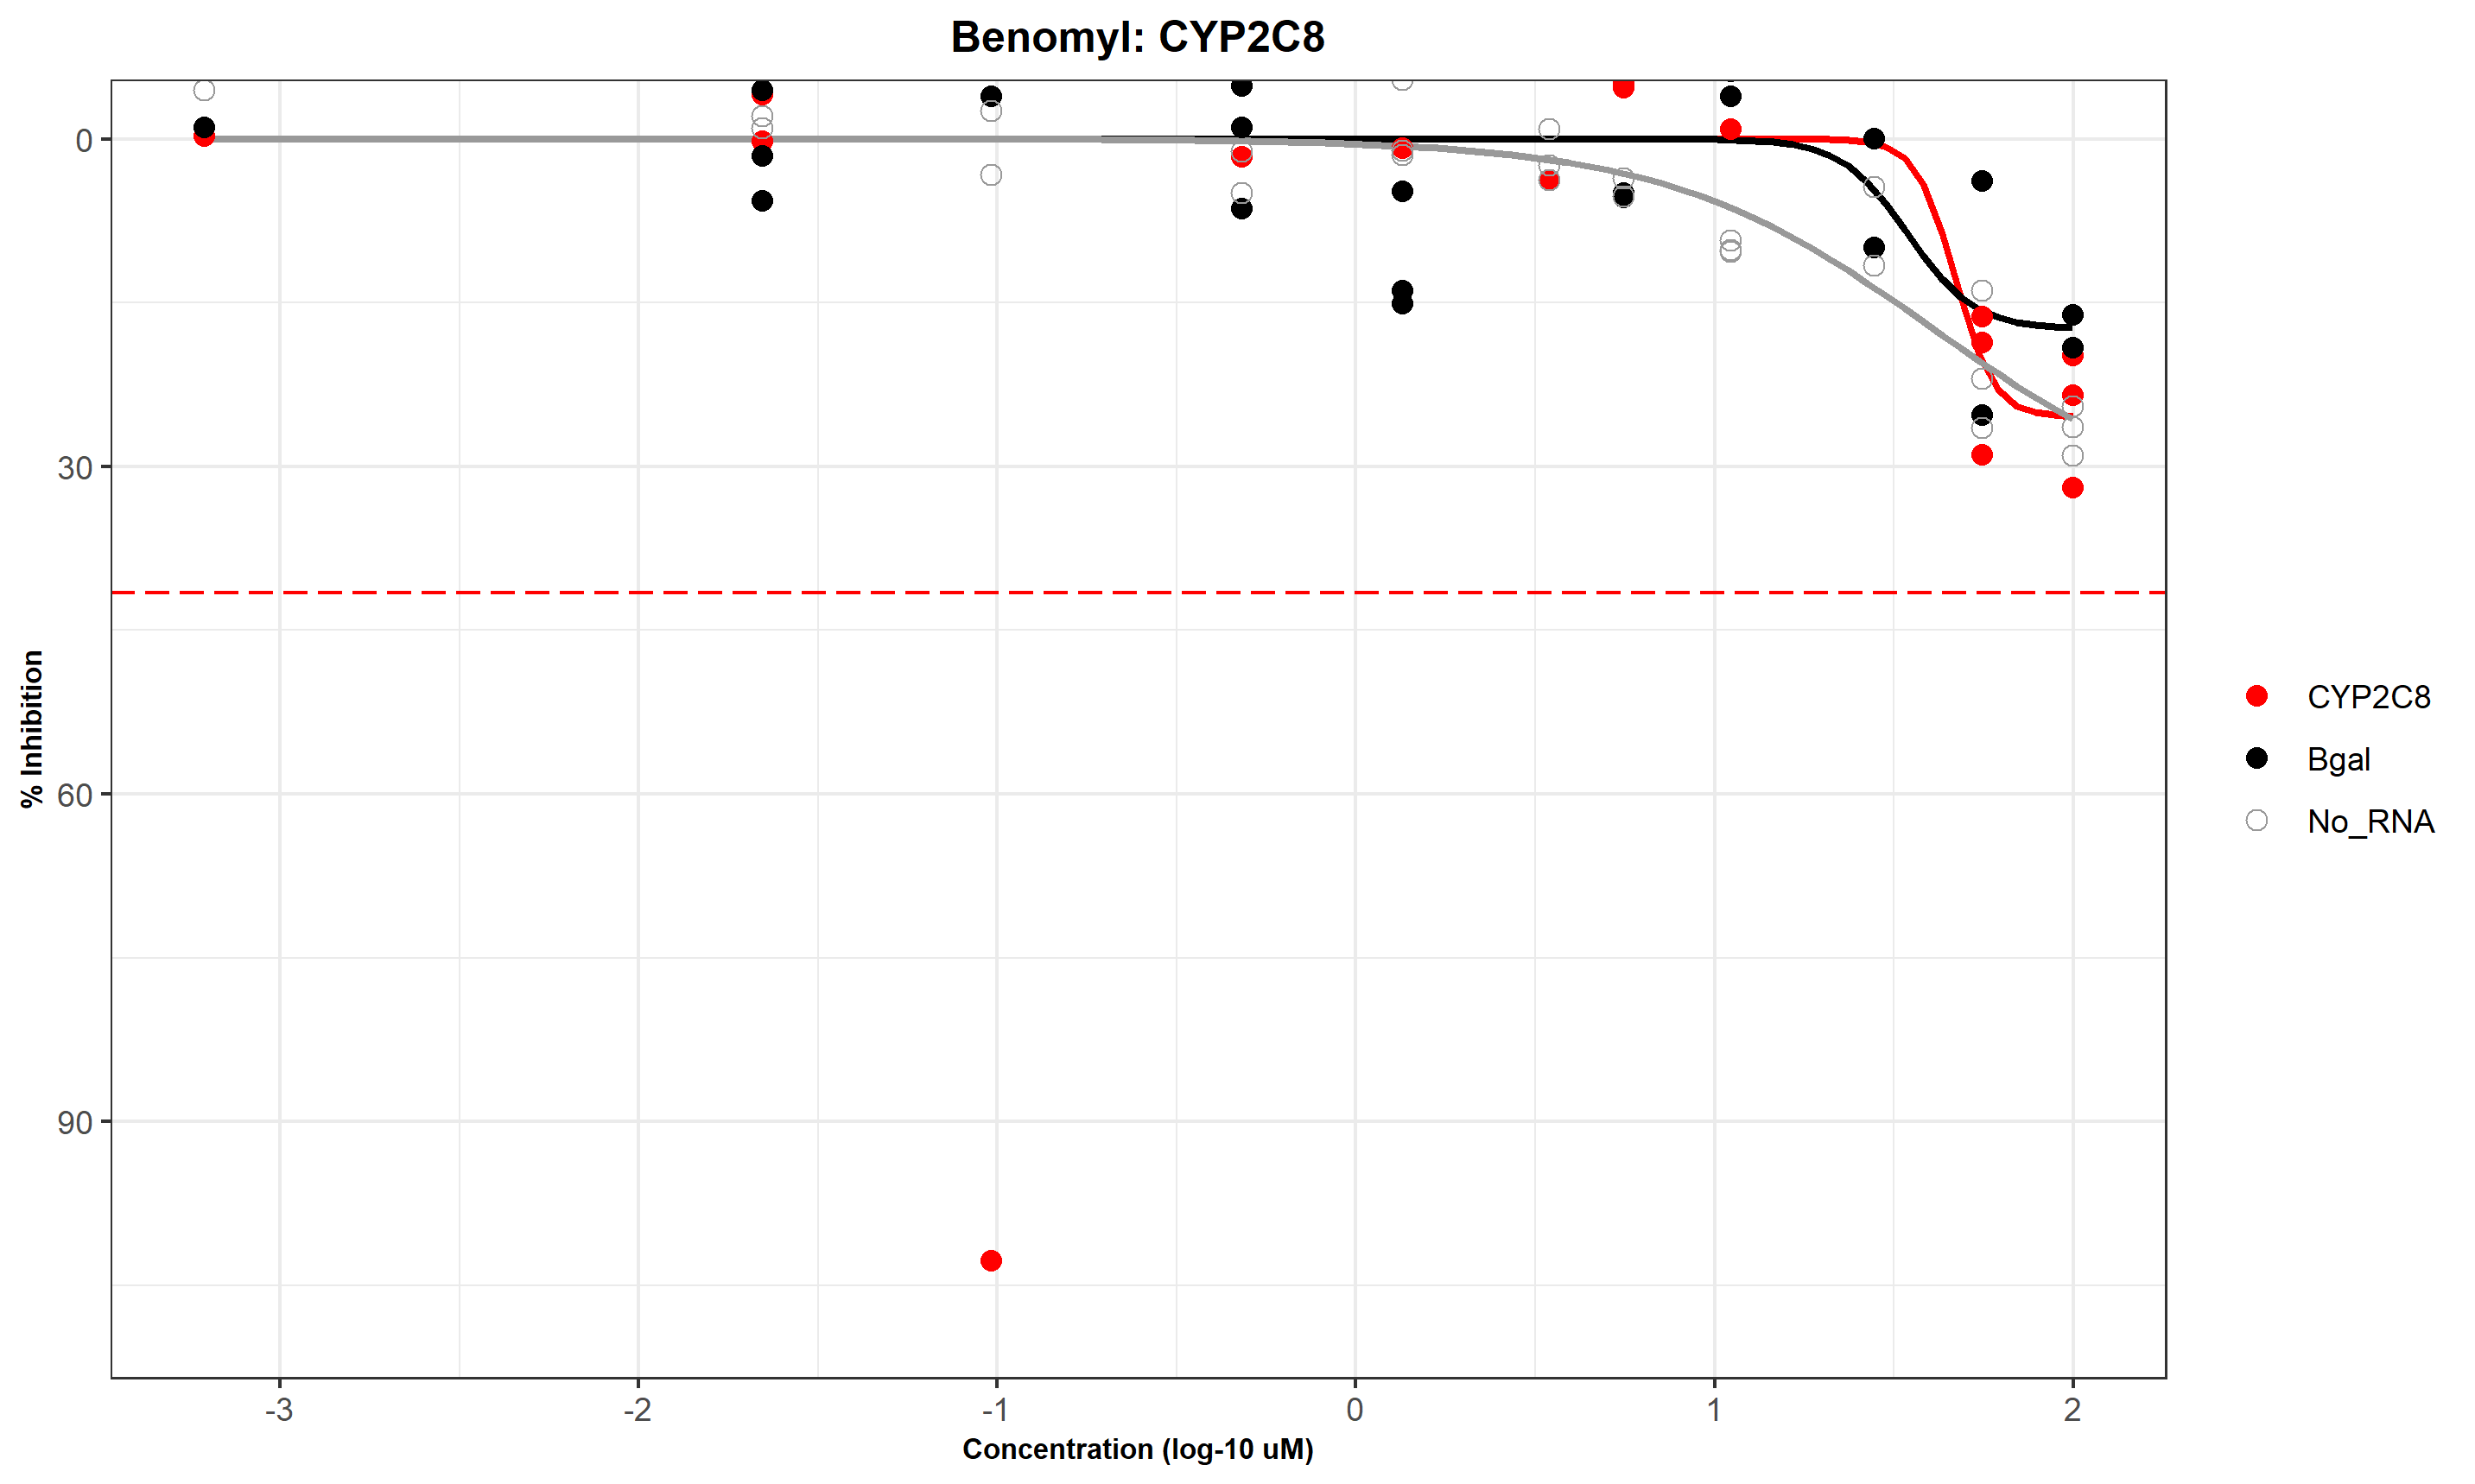 Benomyl: CYP2C8
% Inhibition
0
30
60
90
-3
-2
-1
0
1
2
Concentration (log-10 uM)
CYP2C8
Bgal
No_RNA